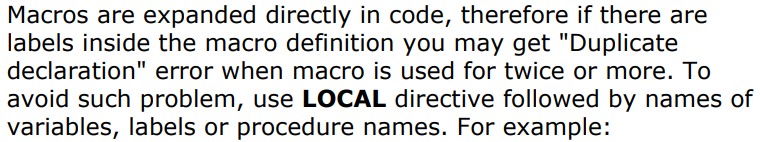 Macros are expanded directly in code, therefore if there are
labels inside the macro definition you may get "Duplicate
declaration" error when macro is used for twice or more. To
avoid such problem, use LOCAL directive followed by names of
variables, labels or procedure names. For example: